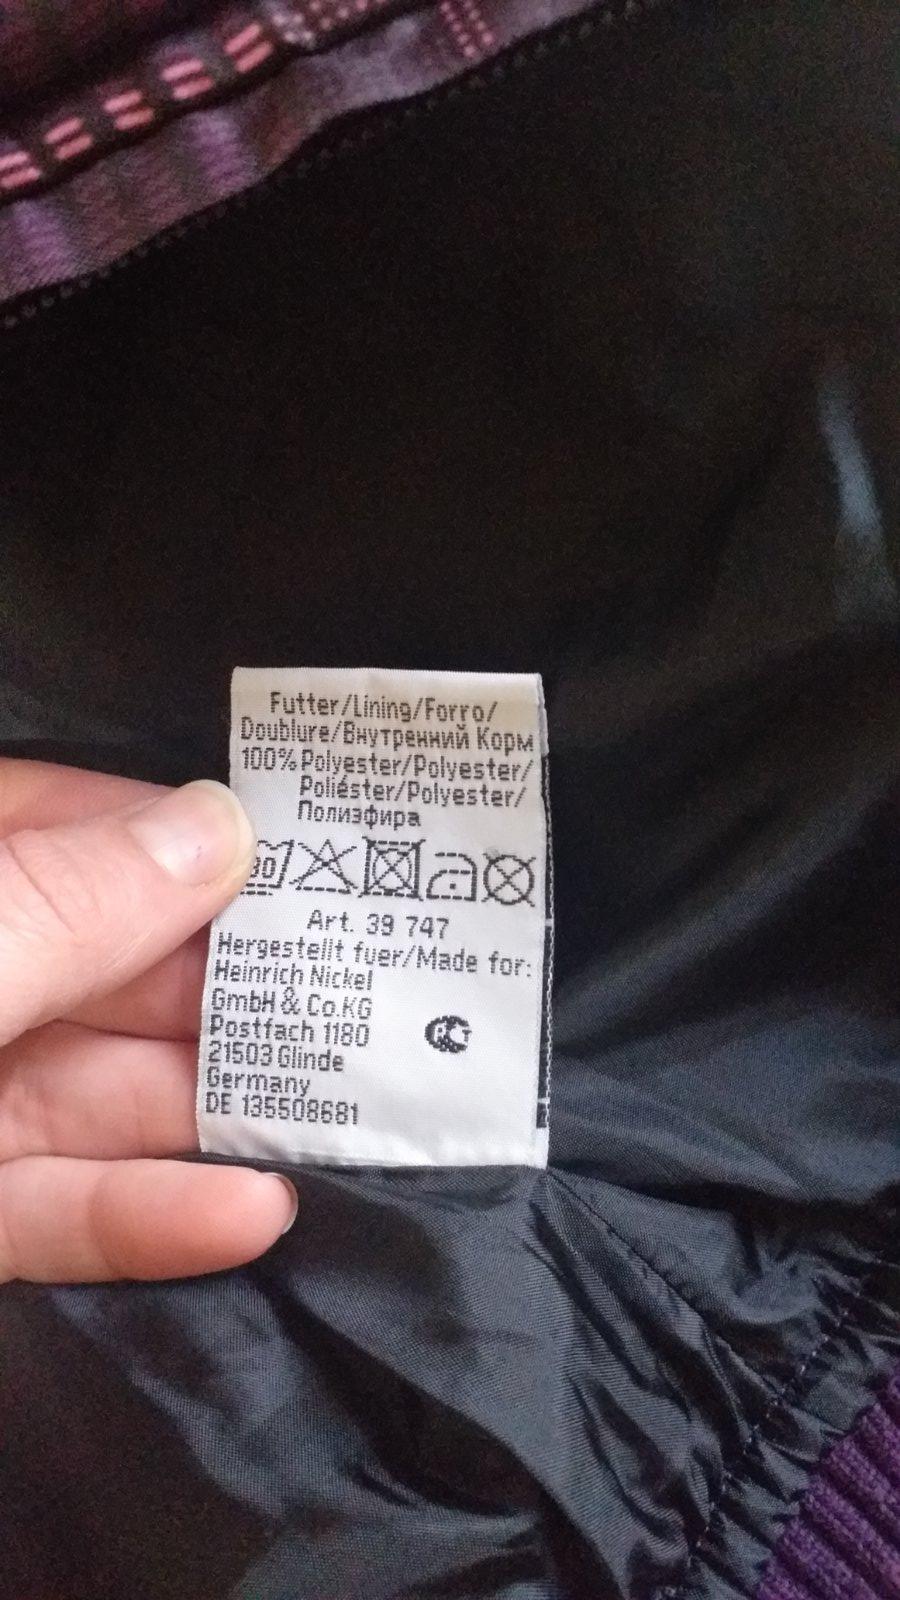 Futter/Lining/Forro/
Doublure/Внутренний Корм
100% Polyester/Polyester/
Poliéster/Polyester/
Полиэфира
30
Art. 39 747
Hergestellt fuer/Made for:
Heinrich Nickel
GmbH & Co.KG
Postfach 1180
21503 Glinde
Germany
DE 135508681